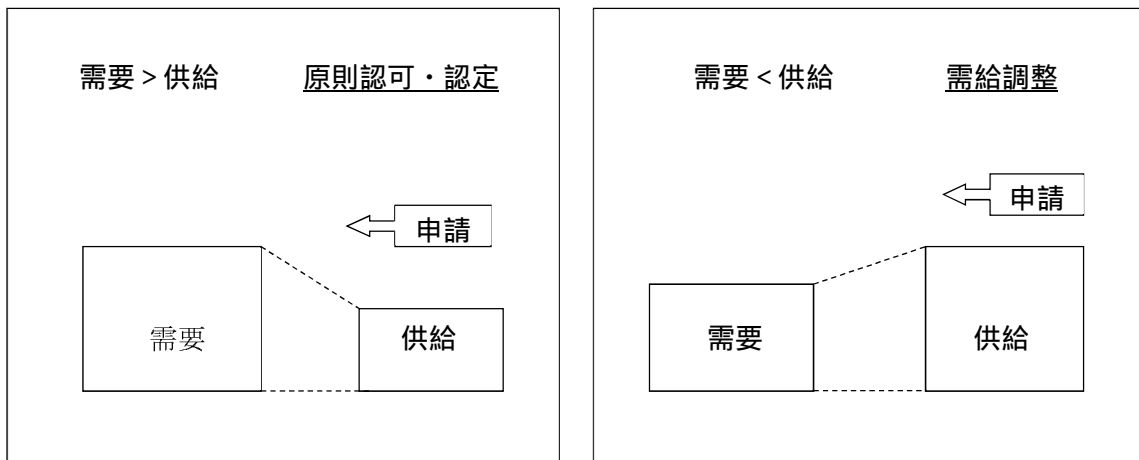 需要 > 供給　原則認可・認定
申請
需要
供給
需要 < 供給　需給調整
申請
需要
供給